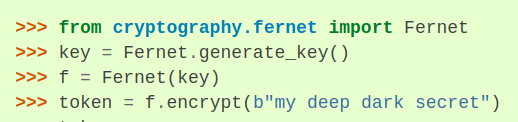 >>> from cryptography.fernet import Fernet
>>> key = Fernet.generate_key()
>>> f = Fernet(key)
>>> token = f.encrypt(b"my deep dark secret")